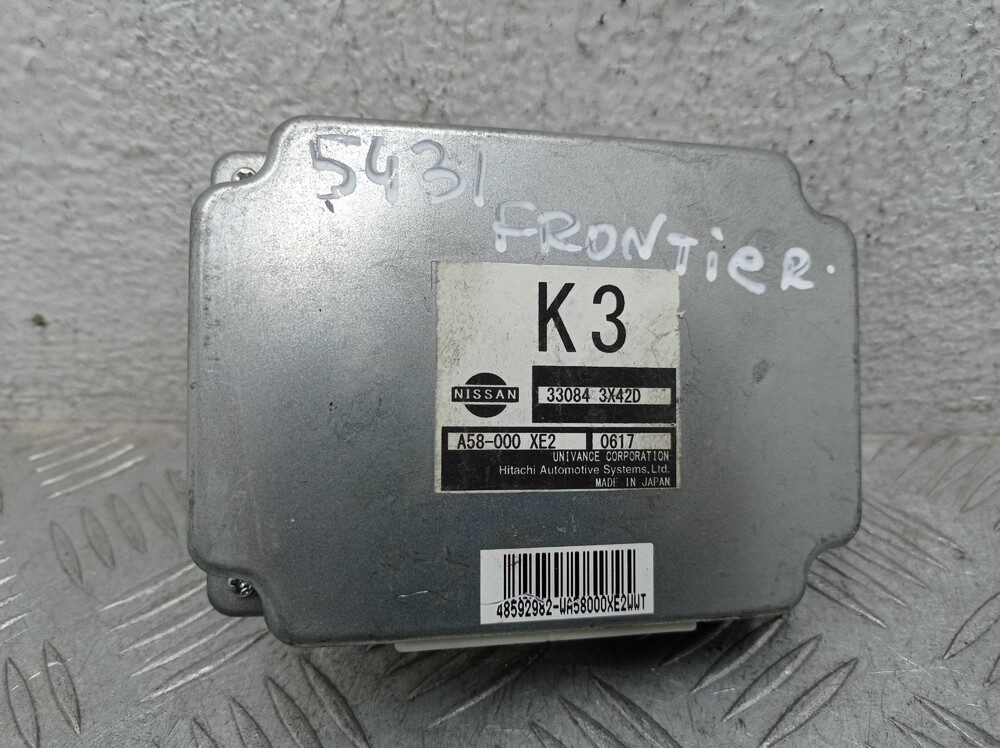 5431
FRONTiER.
K3
NISSAN
33084 3X42D
A58-000 XE2
0617
UNIVANCE CORPORATION
Hitachi Automotive Systems, Ltd.
MADE IN JAPAN
48592982-WA58000XE2WWT